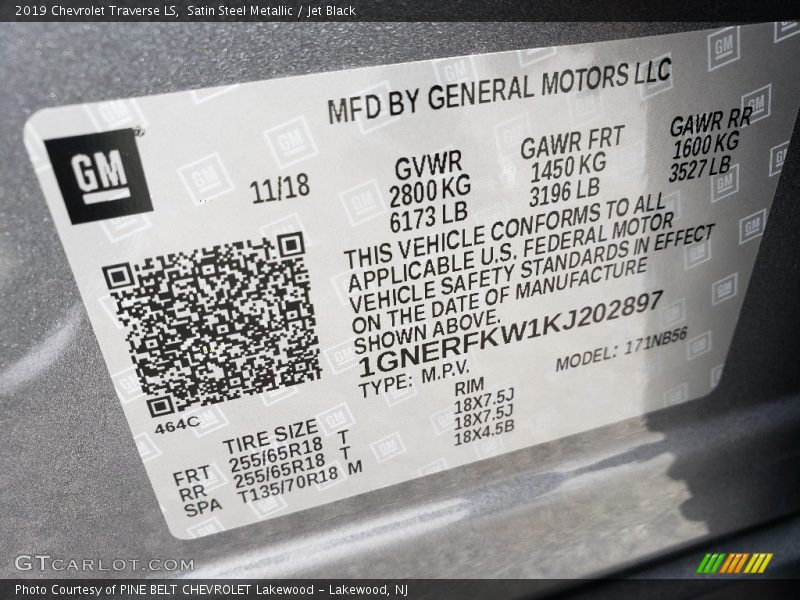 2019 Chevrolet Traverse LS, Satin Steel Metallic / Jet Black
MFD BY GENERAL MOTORS LLC
GM
11/18
GVWR GAWR FRT GAWR RR
2800 KG 1450 KG 1600 KG
6173 LB 3196 LB 3527 LB
THIS VEHICLE CONFORMS TO ALL
APPLICABLE U.S. FEDERAL MOTOR
VEHICLE SAFETY STANDARDS IN EFFECT
ON THE DATE OF MANUFACTURE
SHOWN ABOVE.
1GNERFKW1KJ202897
TYPE: M.P.V. MODEL: 171NB56
464C
TIRE SIZE RIM
FRT 255/65R18 T 18X7.5J
RR 255/65R18 T 18X7.5J
SPA T135/70R18 M 18X4.5B
GTCARLOT.COM
Photo Courtesy of PINE BELT CHEVROLET Lakewood - Lakewood, NJ